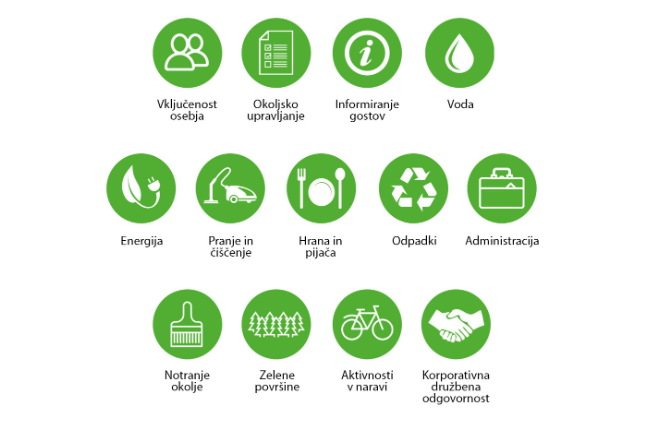 Vključenost
osebja
Okoljsko
upravljanje
Informiranje
gostov
Voda
Energija
Pranje in
čiščenje
Hrana in
pijača
Odpadki
Administracija
Notranje
okolje
Zelene
površine
Aktivnosti
v naravi
Korporativna
družbena
odgovornost